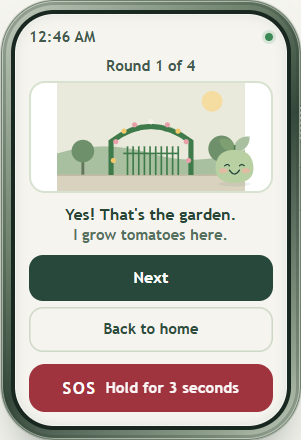 12:46 AM
Round 1 of 4
Yes! That's the garden.
I grow tomatoes here.
Next
Back to home
SOS Hold for 3 seconds